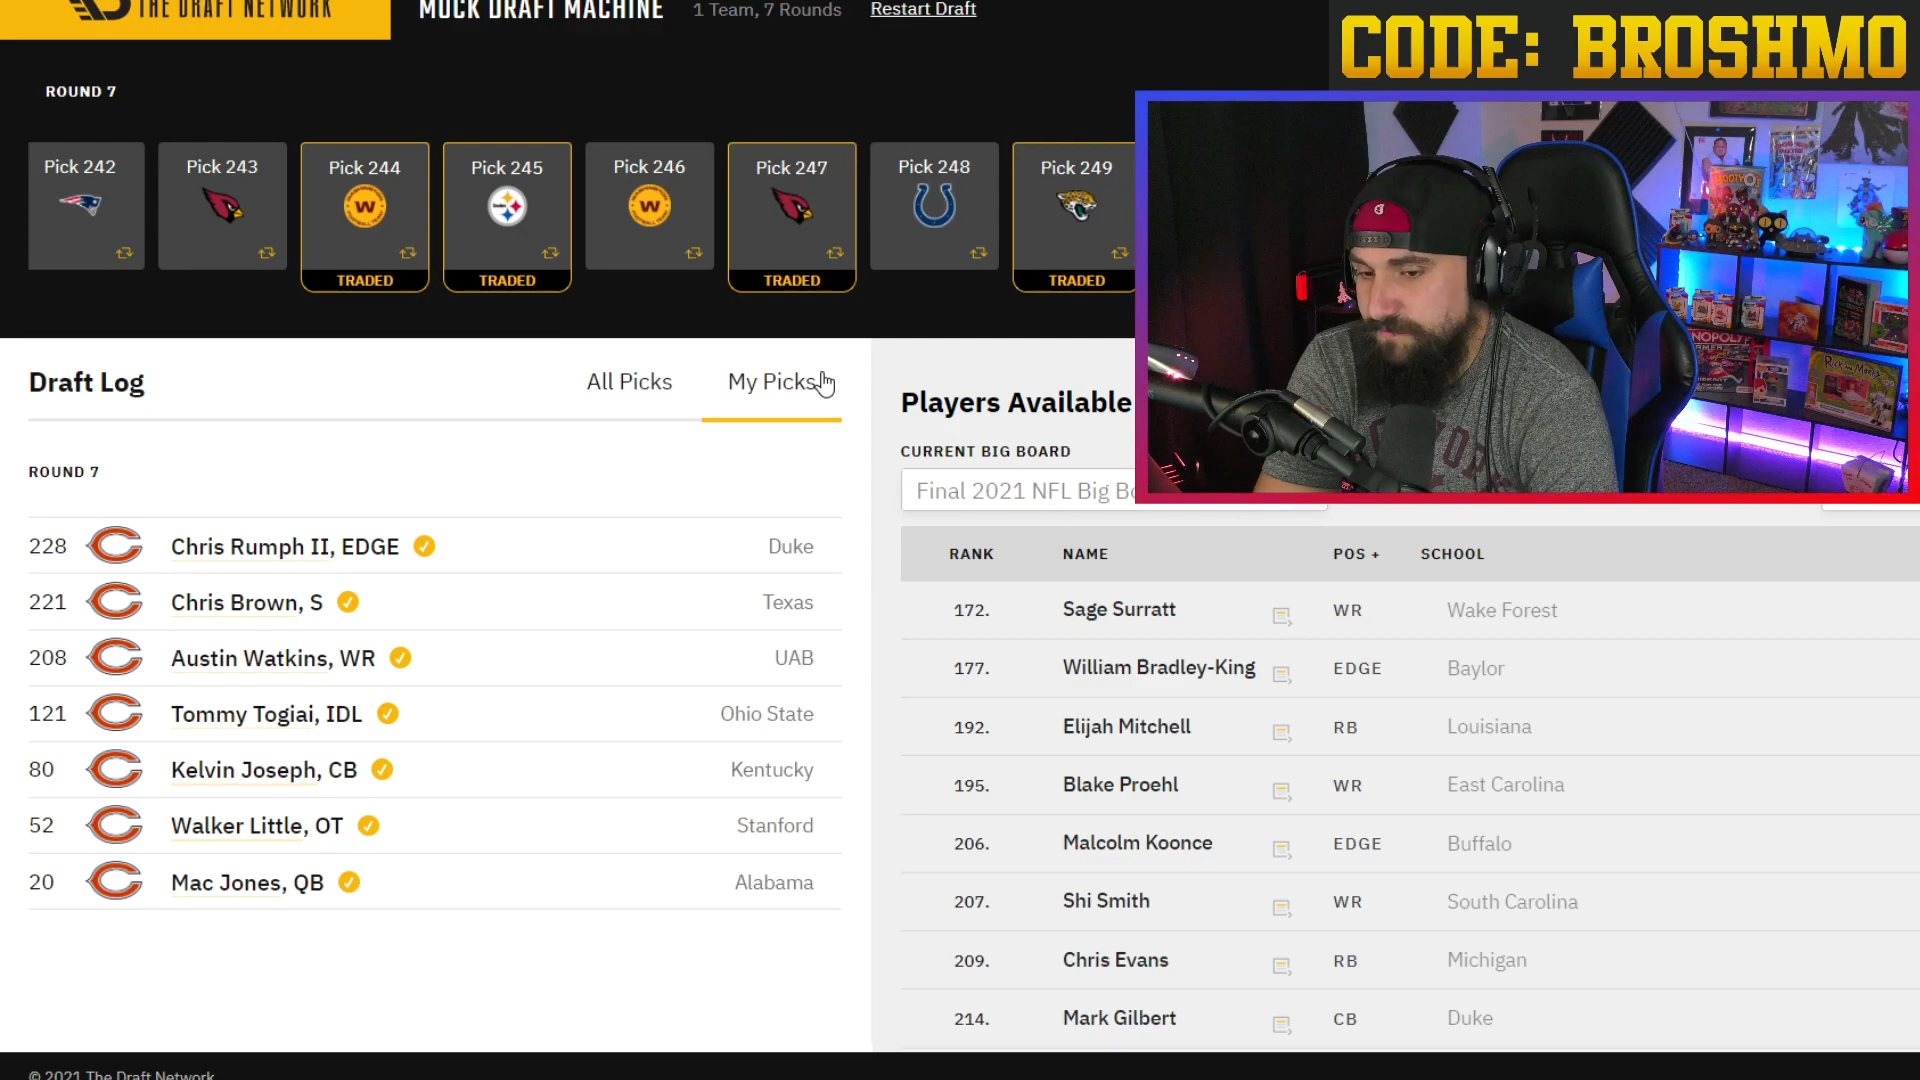 THE DRAFT NETWORK
MOCK DRAFT MACHINE
1 Team, 7 Rounds
Restart Draft
CODE: BROSHMO
ROUND 7
Pick 242
Pick 243
Pick 244
Pick 245
Pick 246
Pick 247
Pick 248
Pick 249
TRADED
TRADED
TRADED
TRADED
Draft Log
All Picks
My Picks
ROUND 7
228 Chris Rumph II, EDGE Duke
221 Chris Brown, S Texas
208 Austin Watkins, WR UAB
121 Tommy Togiai, IDL Ohio State
80 Kelvin Joseph, CB Kentucky
52 Walker Little, OT Stanford
20 Mac Jones, QB Alabama
Players Available
CURRENT BIG BOARD
Final 2021 NFL Big
RANK NAME POS + SCHOOL
172. Sage Surratt WR Wake Forest
177. William Bradley-King EDGE Baylor
192. Elijah Mitchell RB Louisiana
195. Blake Proehl WR East Carolina
206. Malcolm Koonce EDGE Buffalo
207. Shi Smith WR South Carolina
209. Chris Evans RB Michigan
214. Mark Gilbert CB Duke
© 2021 The Draft Network